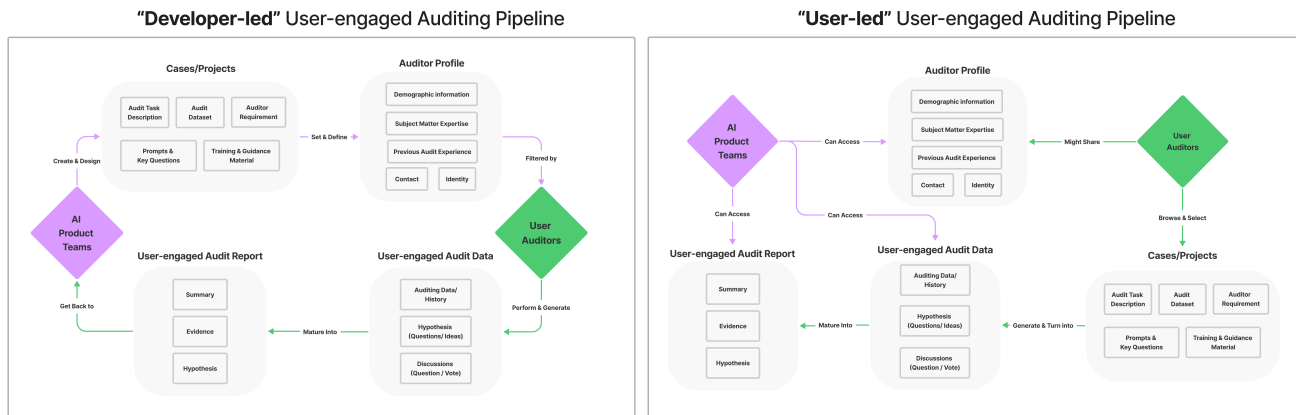 “Developer-led” User-engaged Auditing Pipeline
Cases/Projects
Audit Task
Description
Audit
Dataset
Auditor
Requirement
Prompts &
Key Questions
Training & Guidance
Material
Create & Design
Set & Define
Auditor Profile
Demographic information
Subject Matter Expertise
Previous Audit Experience
Contact
Identity
Filtered by
AI
Product
Teams
User
Auditors
User-engaged Audit Report
Summary
Evidence
Hypothesis
Get Back to
Mature Into
User-engaged Audit Data
Auditing Data/
History
Hypothesis
(Questions/ Ideas)
Discussions
(Question / Vote)
Perform & Generate
“User-led” User-engaged Auditing Pipeline
AI
Product
Teams
Can Access
Can Access
Can Access
Auditor Profile
Demographic information
Subject Matter Expertise
Previous Audit Experience
Contact
Identity
Might Share
User
Auditors
Browse & Select
User-engaged Audit Report
Summary
Evidence
Hypothesis
Mature Into
User-engaged Audit Data
Auditing Data/
History
Hypothesis
(Questions/ Ideas)
Discussions
(Question / Vote)
Generate & Turn into
Cases/Projects
Audit Task
Description
Audit
Dataset
Auditor
Requirement
Prompts &
Key Questions
Training & Guidance
Material